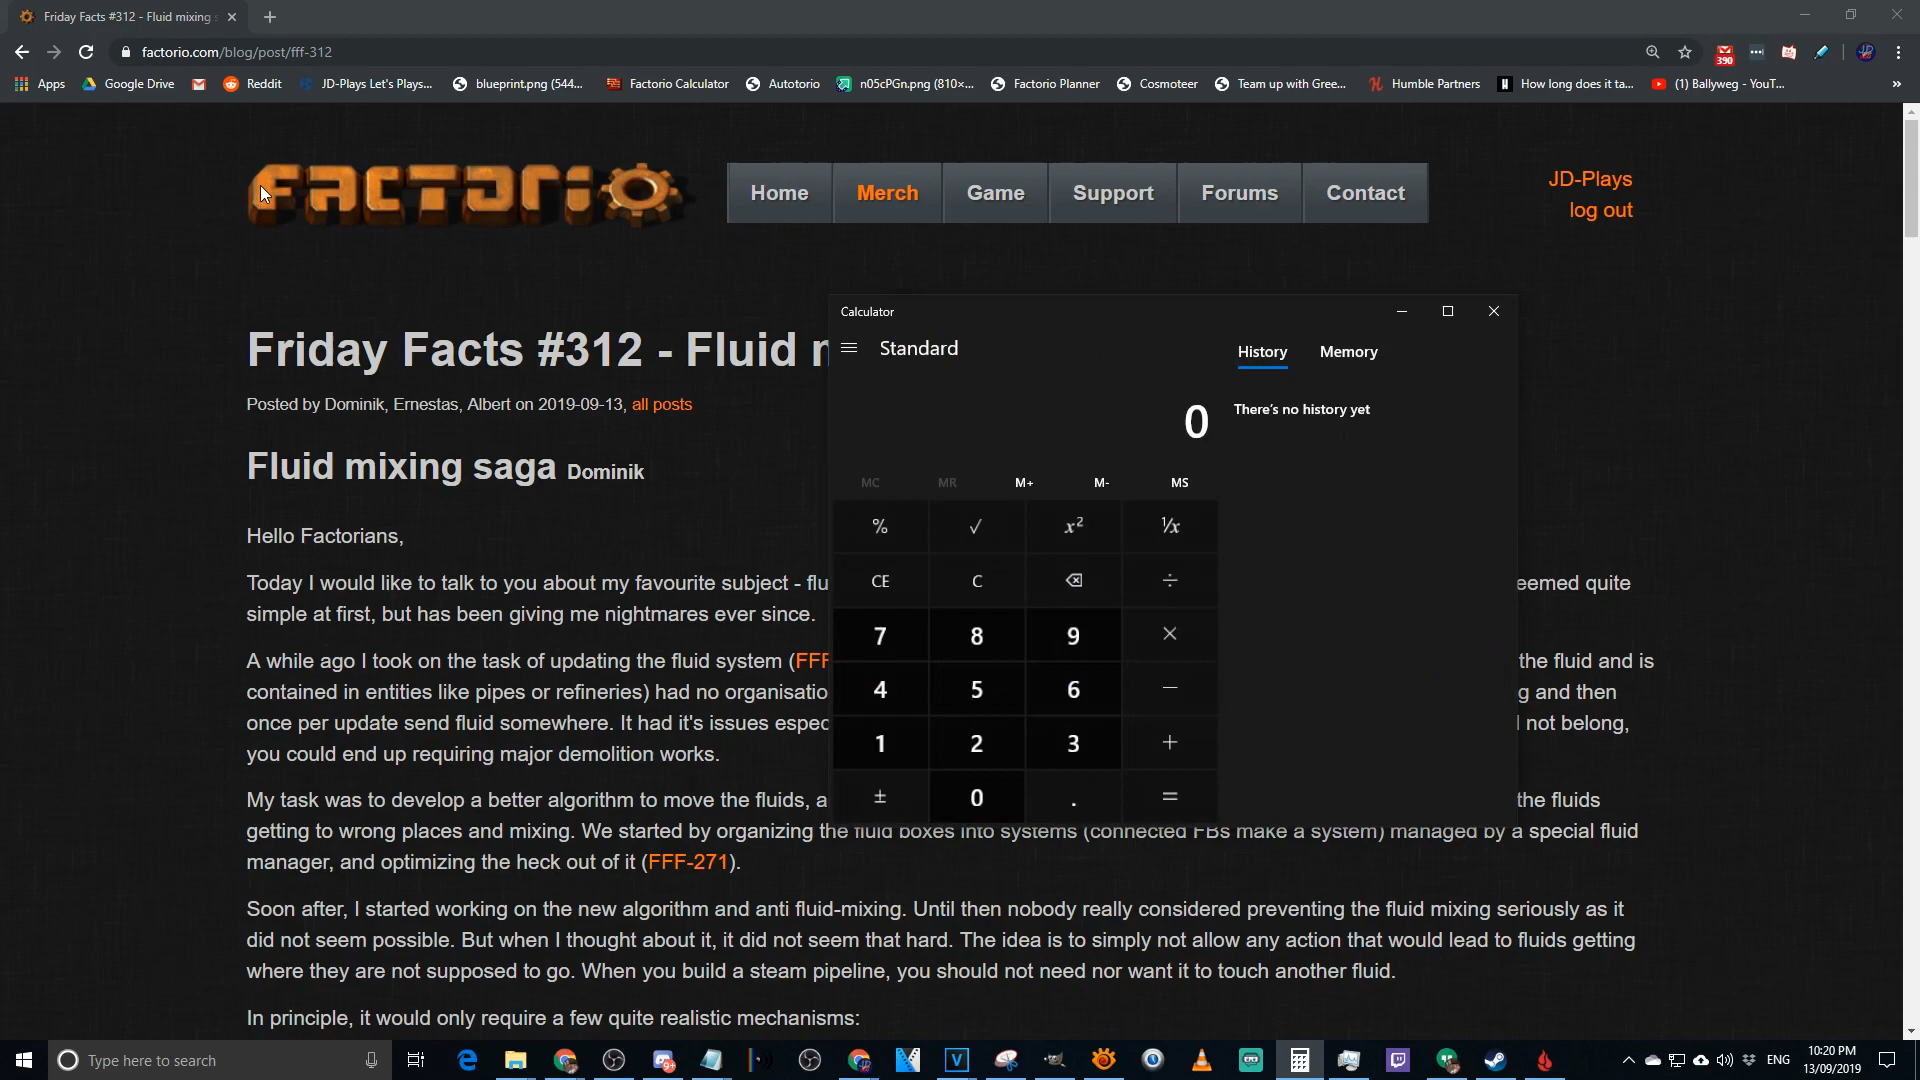 Friday Facts #312 - Fluid mixing
factorio.com/blog/post/fff-312
390
Apps
Google Drive
Reddit
JD-Plays Let's Plays...
blueprint.png (544...
Factorio Calculator
Autotorio
n05cPGn.png (810×...
Factorio Planner
Cosmoteer
Team up with Gree...
Humble Partners
How long does it ta...
(1) Ballyweg - YouT...
»
FACTORIO
Home
Merch
Game
Support
Forums
Contact
JD-Plays
log out
Friday Facts #312 - Fluid
Posted by Dominik, Ernestas, Albert on 2019-09-13, all posts
Fluid mixing saga Dominik
Hello Factorians,
Today I would like to talk to you about my favourite subject - flu
eemed quite
simple at first, but has been giving me nightmares ever since.
A while ago I took on the task of updating the fluid system (FFF
the fluid and is
contained in entities like pipes or refineries) had no organisatio
g and then
once per update send fluid somewhere. It had it's issues espec
not belong,
you could end up requiring major demolition works.
My task was to develop a better algorithm to move the fluids, a
the fluids
getting to wrong places and mixing. We started by organizing the fluid boxes into systems (connected FBs make a system) managed by a special fluid
manager, and optimizing the heck out of it (FFF-271).
Soon after, I started working on the new algorithm and anti fluid-mixing. Until then nobody really considered preventing the fluid mixing seriously as it
did not seem possible. But when I thought about it, it did not seem that hard. The idea is to simply not allow any action that would lead to fluids getting
where they are not supposed to go. When you build a steam pipeline, you should not need nor want it to touch another fluid.
In principle, it would only require a few quite realistic mechanisms:
Calculator
Standard
History
Memory
0
There's no history yet
MC
MR
M+
M-
MS
%
√
x²
¹/x
CE
C
÷
7
8
9
×
4
5
6
−
1
2
3
+
±
0
.
=
Type here to search
ENG
10:20 PM
13/09/2019